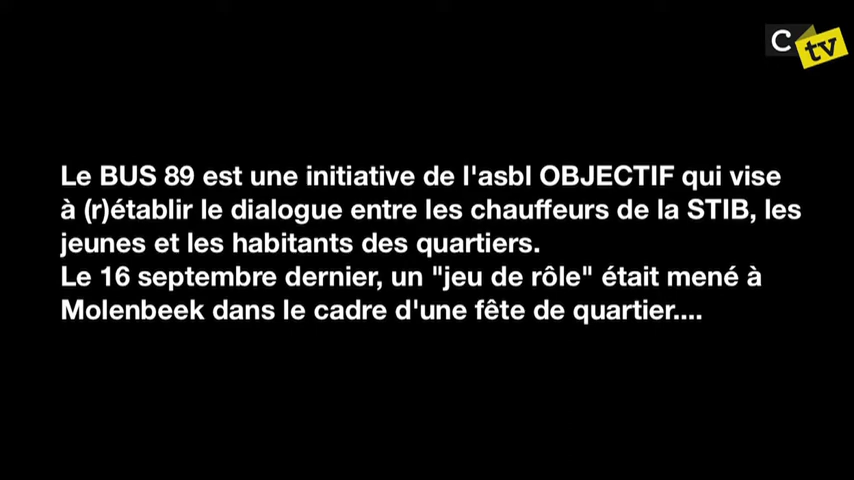 C tv
Le BUS 89 est une initiative de l'asbl OBJECTIF qui vise
à (r)établir le dialogue entre les chauffeurs de la STIB, les
jeunes et les habitants des quartiers.
Le 16 septembre dernier, un "jeu de rôle" était mené à
Molenbeek dans le cadre d'une fête de quartier....